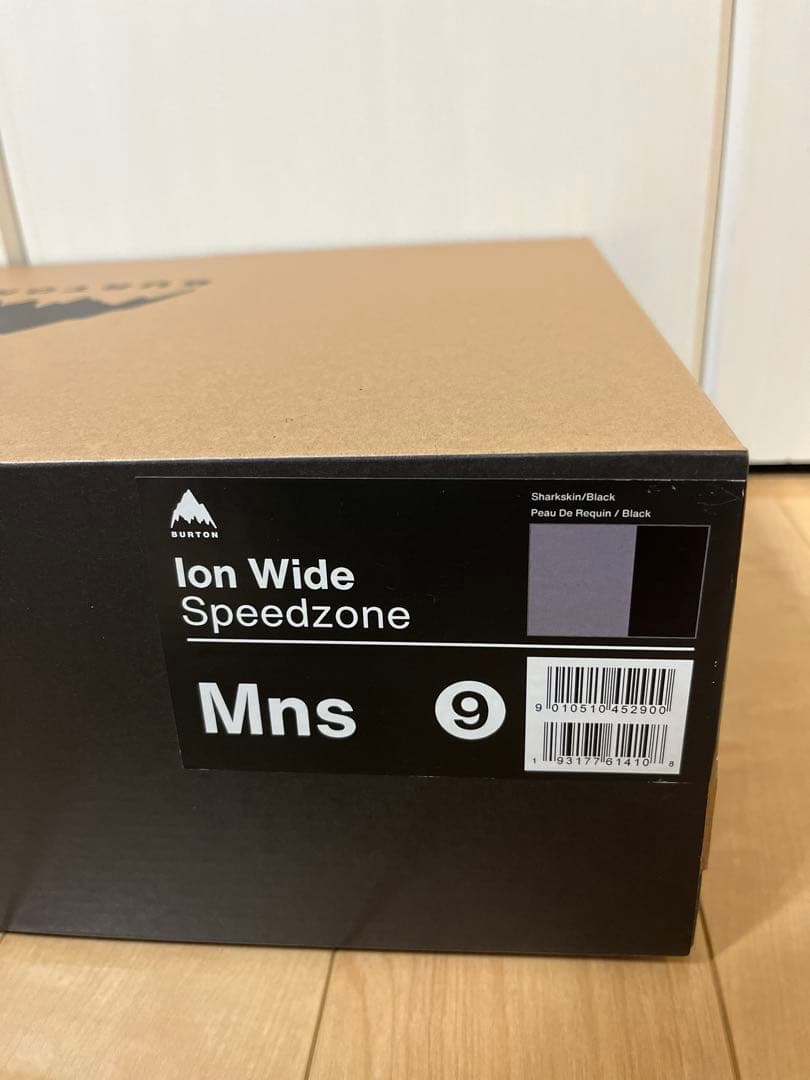 BURTON
BURTON
Ion Wide
Speedzone
Sharkskin/Black
Peau De Requin / Black
Mns
9
9 010510 452900
1 93177 61410 8